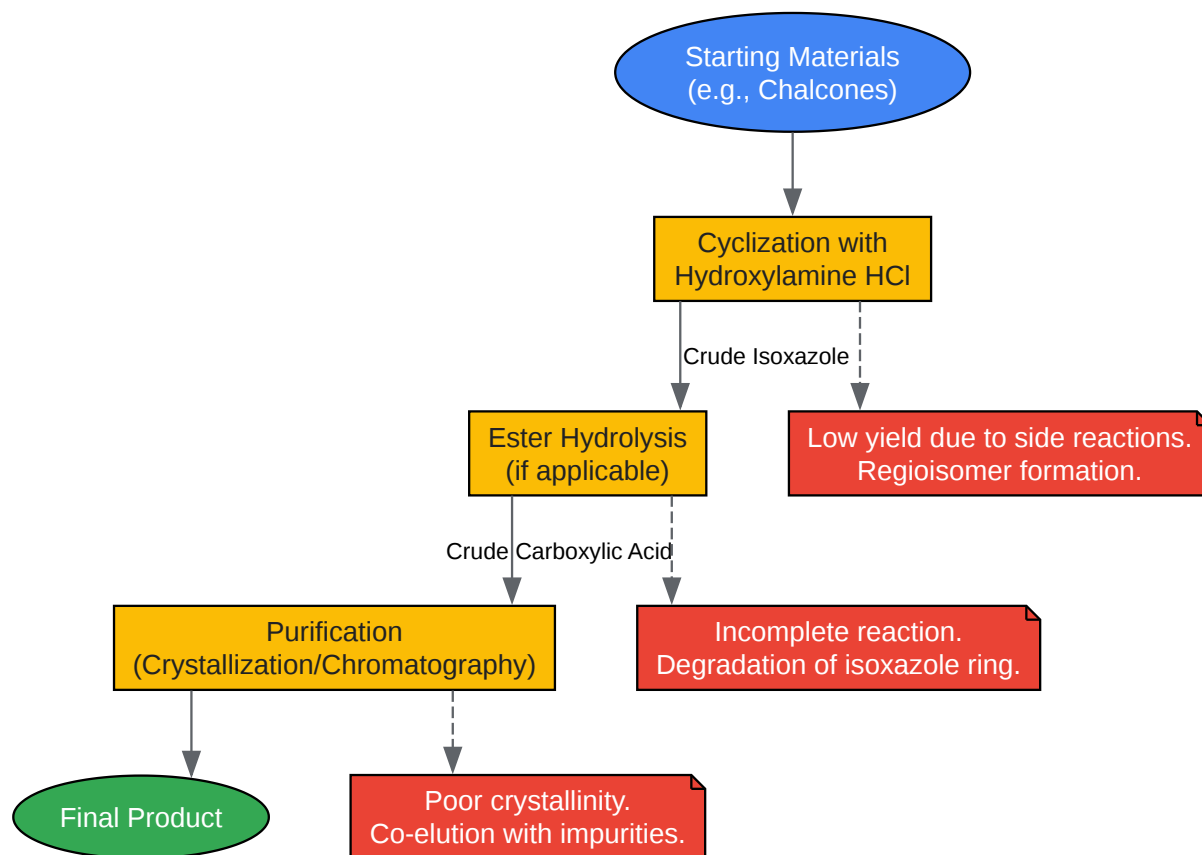 Starting Materials
(e.g., Chalcones)
Cyclization with
Hydroxylamine HCl
Crude Isoxazole
Ester Hydrolysis
(if applicable)
Low yield due to side reactions.
Regioisomer formation.
Crude Carboxylic Acid
Purification
(Crystallization/Chromatography)
Incomplete reaction.
Degradation of isoxazole ring.
Final Product
Poor crystallinity.
Co-elution with impurities.